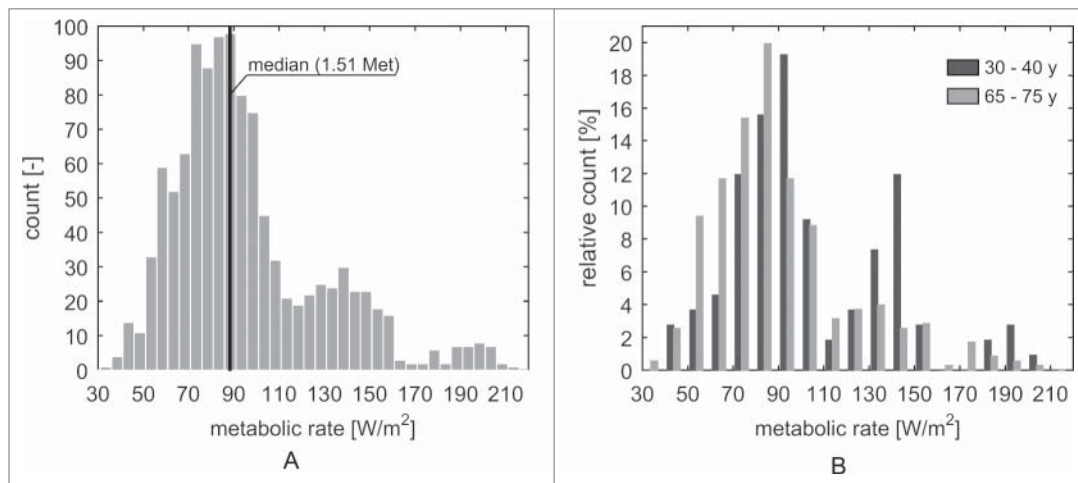 100
90
80
70
60
50
40
30
20
10
0
count [-]
median (1.51 Met)
30 50 70 90 110 130 150 170 190 210
metabolic rate [W/m²]
A
20
18
16
14
12
10
8
6
4
2
0
relative count [%]
30 - 40 y
65 - 75 y
30 50 70 90 110 130 150 170 190 210
metabolic rate [W/m²]
B